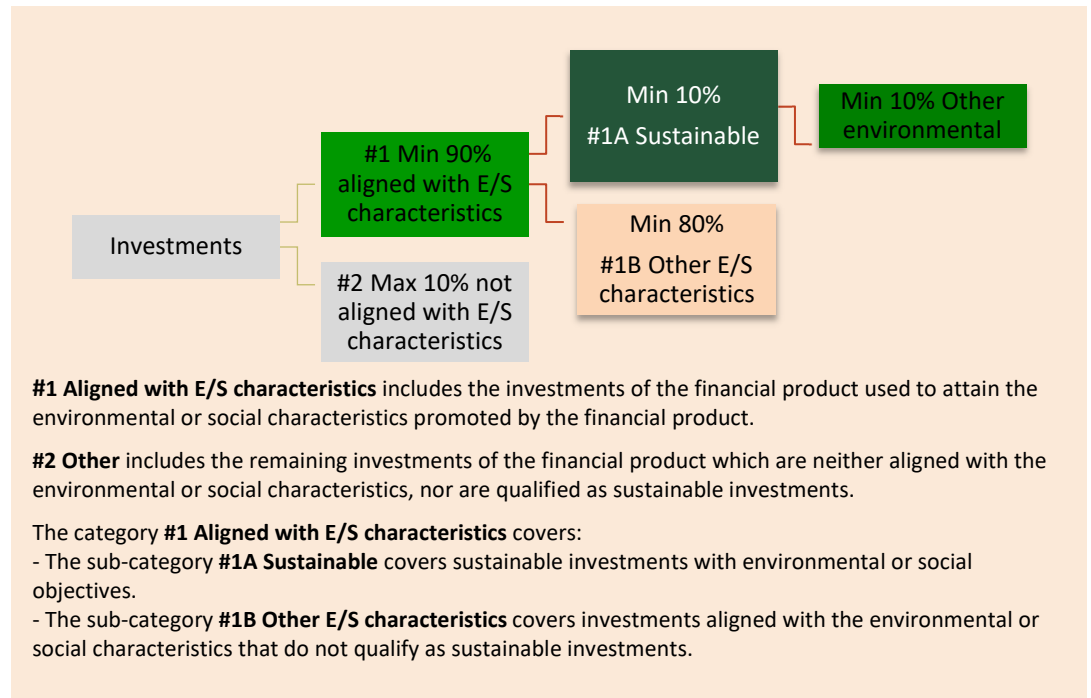 Investments
#1 Min 90%
aligned with E/S
characteristics
#2 Max 10% not
aligned with E/S
characteristics
Min 10%
#1A Sustainable
Min 80%
#1B Other E/S
characteristics
Min 10% Other
environmental
#1 Aligned with E/S characteristics includes the investments of the financial product used to attain the
environmental or social characteristics promoted by the financial product.
#2 Other includes the remaining investments of the financial product which are neither aligned with the
environmental or social characteristics, nor are qualified as sustainable investments.
The category #1 Aligned with E/S characteristics covers:
- The sub-category #1A Sustainable covers sustainable investments with environmental or social
objectives.
- The sub-category #1B Other E/S characteristics covers investments aligned with the environmental or
social characteristics that do not qualify as sustainable investments.